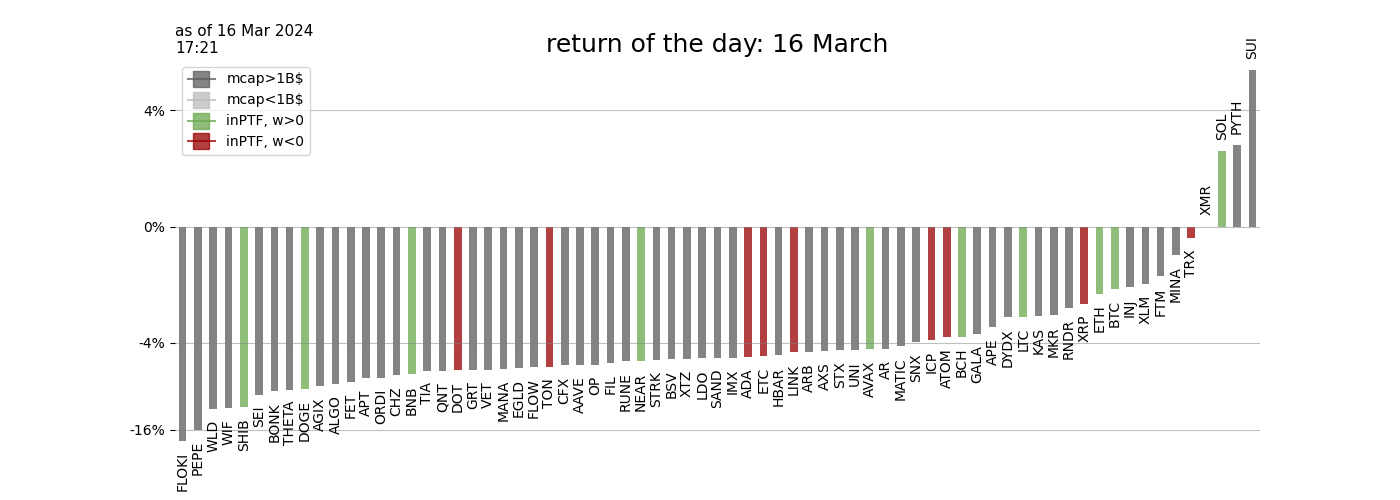 as of 16 Mar 2024
17:21
return of the day: 16 March
mcap>1B$
mcap<1B$
inPTF, w>0
inPTF, w<0
4%
0%
-4%
-16%
FLOKI
PEPE
WLD
WIF
SHIB
SEI
BONK
THETA
DOGE
AGIX
ALGO
FET
APT
ORDI
CHZ
BNB
TIA
QNT
DOT
GRT
VET
MANA
EGLD
FLOW
TON
CFX
AAVE
OP
FIL
RUNE
NEAR
STRK
BSV
XTZ
LDO
SAND
IMX
ADA
ETC
HBAR
LINK
ARB
AXS
STX
UNI
AVAX
AR
MATIC
SNX
ICP
ATOM
BCH
GALA
APE
DYDX
LTC
KAS
MKR
RNDR
XRP
ETH
BTC
INJ
XLM
FTM
MINA
TRX
XMR
SOL
PYTH
SUI